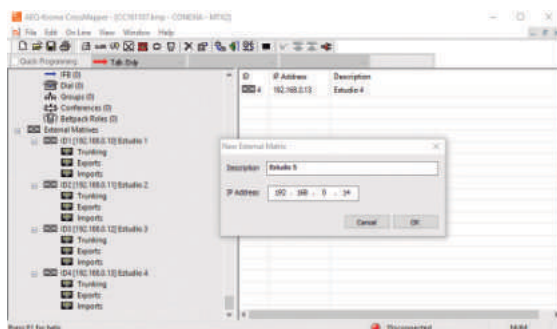 AEQ-Kroma CrossMapper - [CC161107.kmp - CONEXIA - MTX2]
File Edit On Line View Window Help
Quick Programing Talk Only
IFB (0)
Dial (0)
Groups (0)
Conferences (0)
Beltpack Roles (0)
External Matrices
ID1 [192.168.0.10] Estudio 1
Trunking
Exports
Imports
ID2 [192.168.0.11] Estudio 2
Trunking
Exports
Imports
ID3 [192.168.0.12] Estudio 3
Trunking
Exports
Imports
ID4 [192.168.0.13] Estudio 4
Trunking
Exports
Imports
ID IP Address Description
4 192.168.0.13 Estudio 4
New External Matrix
Description Estudio 5
IP Address 192 . 168 . 0 . 14
Cancel OK
Press F1 for help Disconnected 16:04